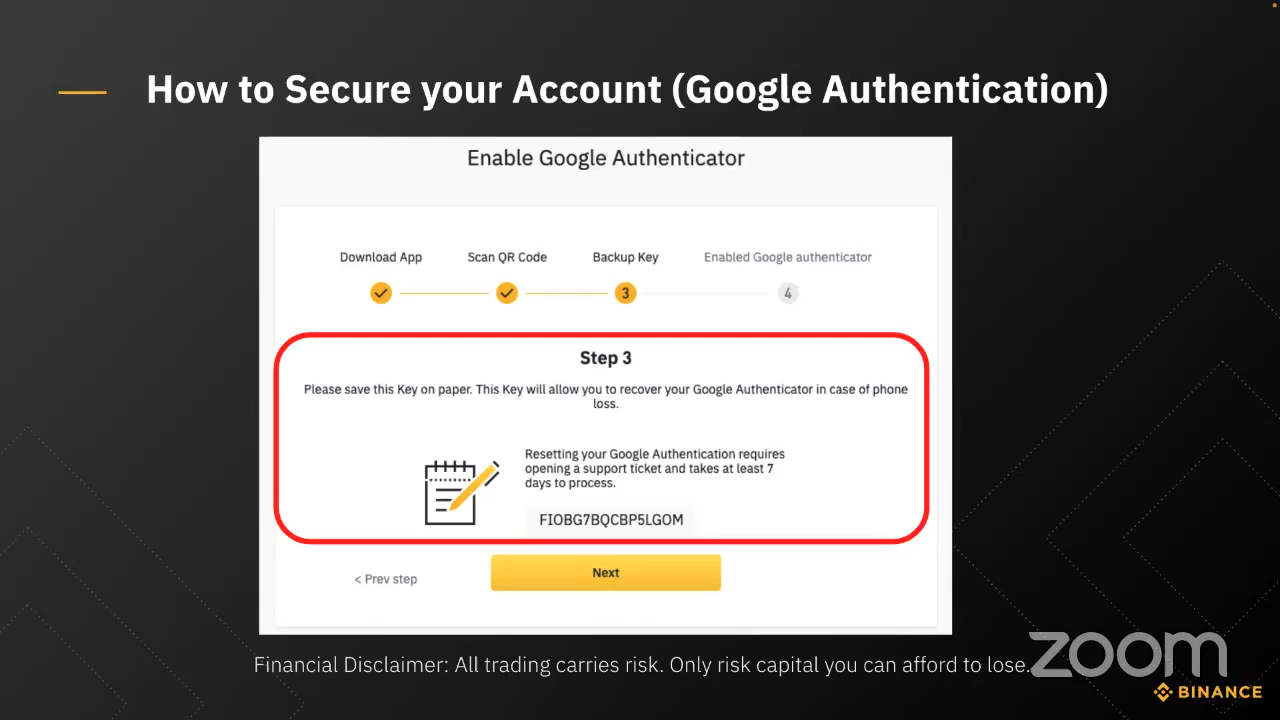 How to Secure your Account (Google Authentication)
Enable Google Authenticator
Download App
Scan QR Code
Backup Key
Enabled Google authenticator
3
4
Step 3
Please save this Key on paper. This Key will allow you to recover your Google Authenticator in case of phone
loss.
Resetting your Google Authentication requires
opening a support ticket and takes at least 7
days to process.
FIOBG7BQCBP5LGOM
< Prev step
Next
Financial Disclaimer: All trading carries risk. Only risk capital you can afford to lose.
zoom
BINANCE